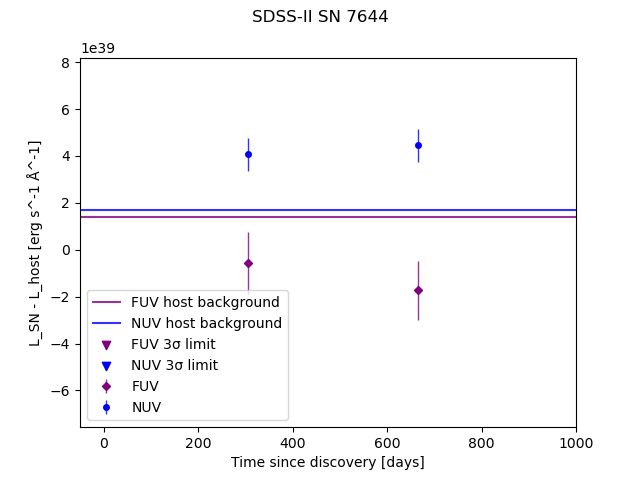 SDSS-II SN 7644
1e39
8
6
4
2
0
−2
−4
−6
L_SN - L_host [erg s^-1 Å^-1]
FUV host background
NUV host background
FUV 3σ limit
NUV 3σ limit
FUV
NUV
0 200 400 600 800 1000
Time since discovery [days]